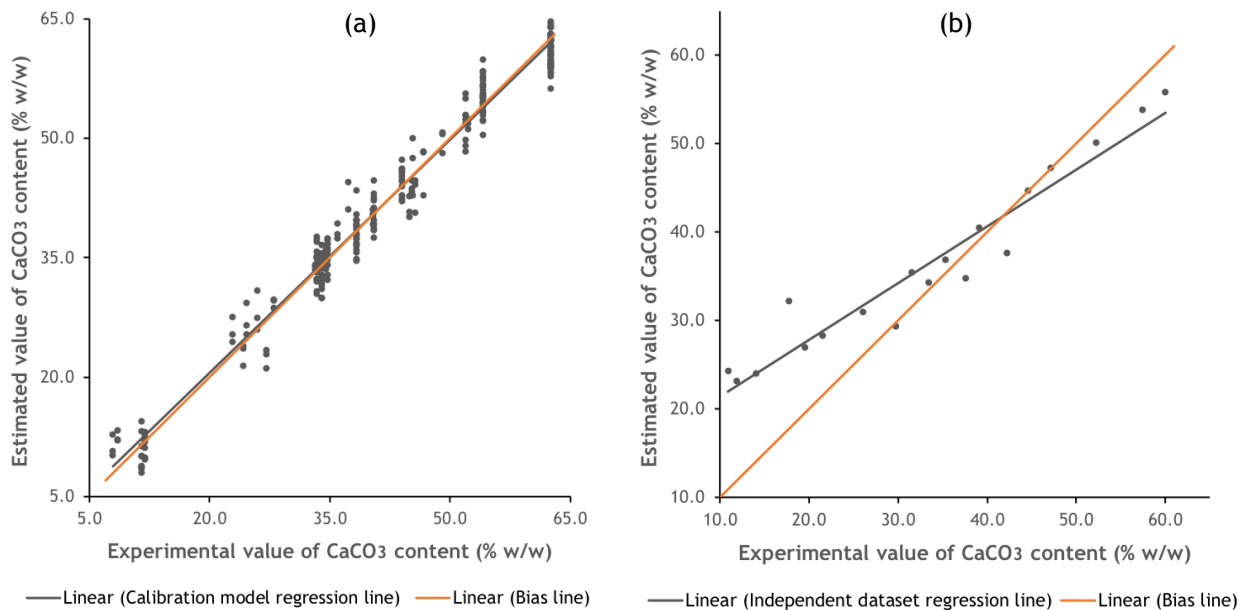 (a)
Estimated value of CaCO3 content (% w/w)
65.0
50.0
35.0
20.0
5.0
5.0 20.0 35.0 50.0 65.0
Experimental value of CaCO3 content (% w/w)
Linear (Calibration model regression line) Linear (Bias line)
(b)
Estimated value of CaCO3 content (% w/w)
60.0
50.0
40.0
30.0
20.0
10.0
10.0 20.0 30.0 40.0 50.0 60.0
Experimental value of CaCO3 content (% w/w)
Linear (Independent dataset regression line) Linear (Bias line)